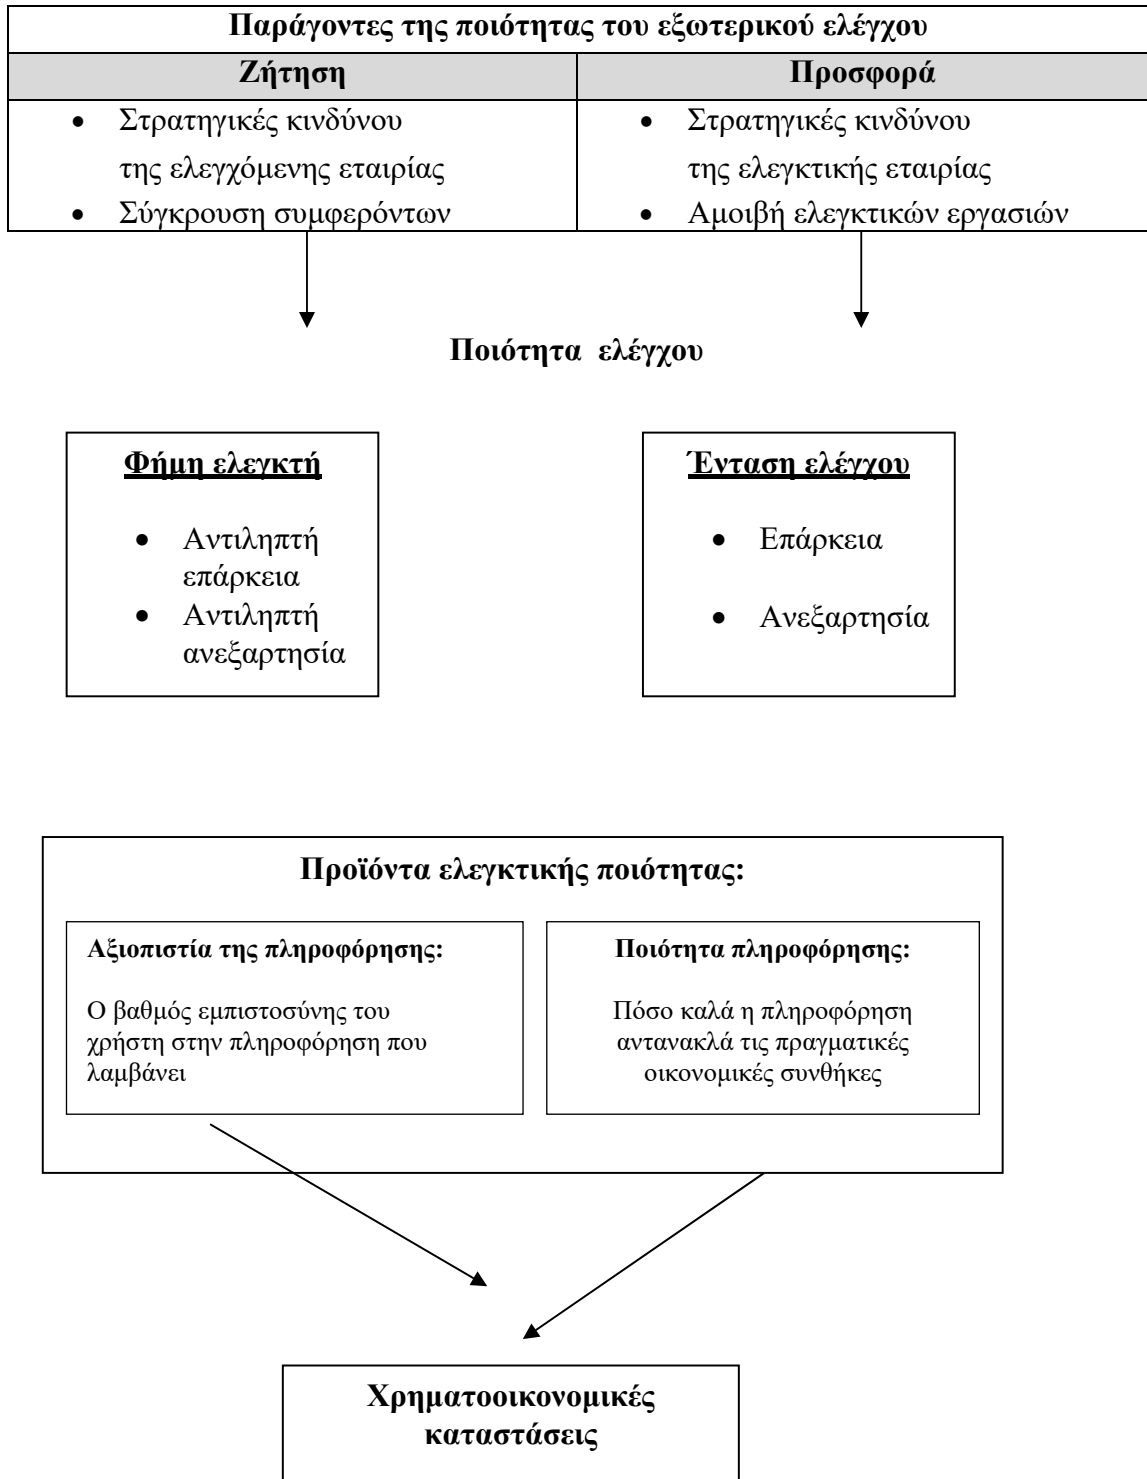 Παράγοντες της ποιότητας του εξωτερικού ελέγχου
Ζήτηση
Προσφορά
• Στρατηγικές κινδύνου
της ελεγχόμενης εταιρίας
• Σύγκρουση συμφερόντων
• Στρατηγικές κινδύνου
της ελεγκτικής εταιρίας
• Αμοιβή ελεγκτικών εργασιών
Ποιότητα ελέγχου
Φήμη ελεγκτή
• Αντιληπτή
επάρκεια
• Αντιληπτή
ανεξαρτησία
Ένταση ελέγχου
• Επάρκεια
• Ανεξαρτησία
Προϊόντα ελεγκτικής ποιότητας:
Αξιοπιστία της πληροφόρησης:
Ο βαθμός εμπιστοσύνης του
χρήστη στην πληροφόρηση που
λαμβάνει
Ποιότητα πληροφόρησης:
Πόσο καλά η πληροφόρηση
αντανακλά τις πραγματικές
οικονομικές συνθήκες
Χρηματοοικονομικές
καταστάσεις